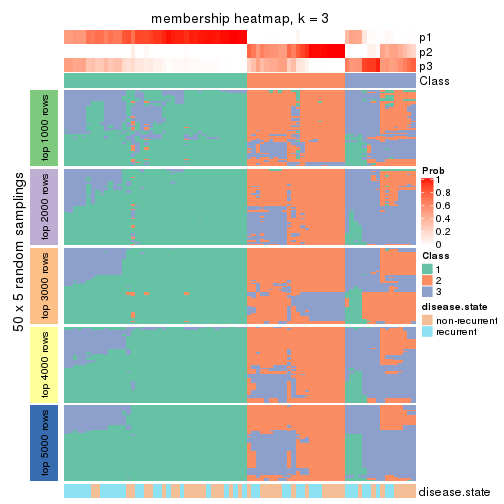 membership heatmap, k = 3
p1
p2
p3
Class
50 x 5 random samplings
top 1000 rows
top 2000 rows
top 3000 rows
top 4000 rows
top 5000 rows
Prob
1
0.8
0.6
0.4
0.2
0
Class
1
2
3
disease.state
non-recurrent
recurrent
disease.state